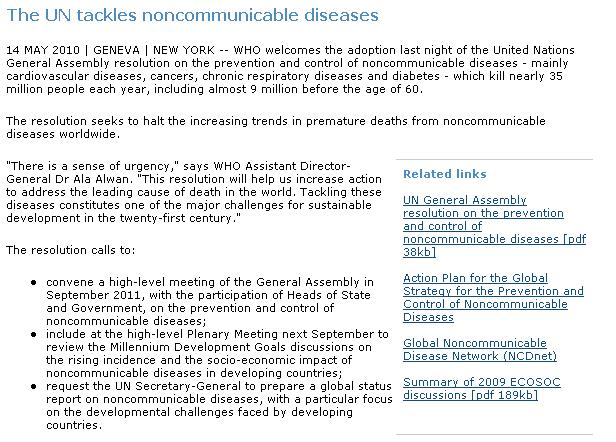 The UN tackles noncommunicable diseases
14 MAY 2010 | GENEVA | NEW YORK -- WHO welcomes the adoption last night of the United Nations
General Assembly resolution on the prevention and control of noncommunicable diseases - mainly
cardiovascular diseases, cancers, chronic respiratory diseases and diabetes - which kill nearly 35
million people each year, including almost 9 million before the age of 60.
The resolution seeks to halt the increasing trends in premature deaths from noncommunicable
diseases worldwide.
"There is a sense of urgency," says WHO Assistant Director-
General Dr Ala Alwan. "This resolution will help us increase action
to address the leading cause of death in the world. Tackling these
diseases constitutes one of the major challenges for sustainable
development in the twenty-first century."
The resolution calls to:
• convene a high-level meeting of the General Assembly in
September 2011, with the participation of Heads of State
and Government, on the prevention and control of
noncommunicable diseases;
• include at the high-level Plenary Meeting next September to
review the Millennium Development Goals discussions on
the rising incidence and the socio-economic impact of
noncommunicable diseases in developing countries;
• request the UN Secretary-General to prepare a global status
report on noncommunicable diseases, with a particular focus
on the developmental challenges faced by developing
countries.
Related links
UN General Assembly
resolution on the prevention
and control of
noncommunicable diseases [pdf
38kb]
Action Plan for the Global
Strategy for the Prevention and
Control of Noncommunicable
Diseases
Global Noncommunicable
Disease Network (NCDnet)
Summary of 2009 ECOSOC
discussions [pdf 189kb]